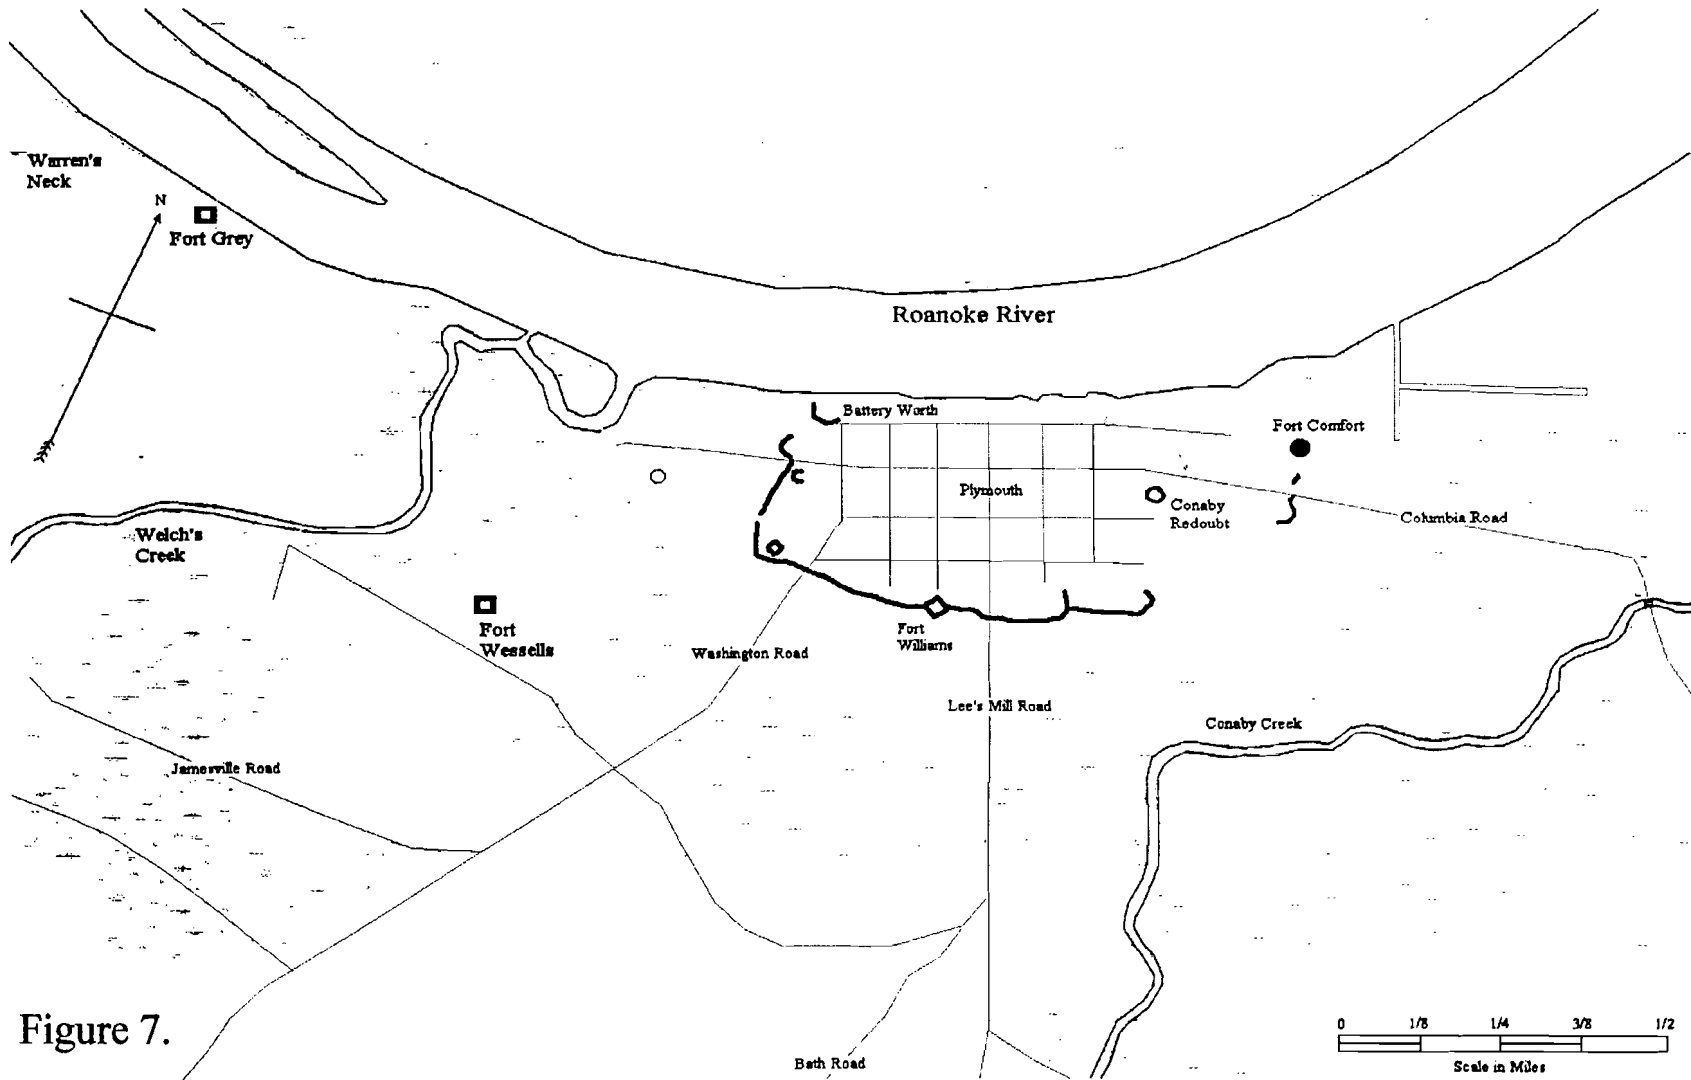 Warren's
Neck
N
Fort Grey
Roanoke River
Battery Worth
Fort Comfort
Plymouth
Conaby
Redoubt
Columbia Road
Welch's
Creek
Fort
Wessells
Fort
Williams
Washington Road
Lee's Mill Road
Conaby Creek
Jamesville Road
Figure 7.
Bath Road
0 1/8 1/4 3/8 1/2
Scale in Miles